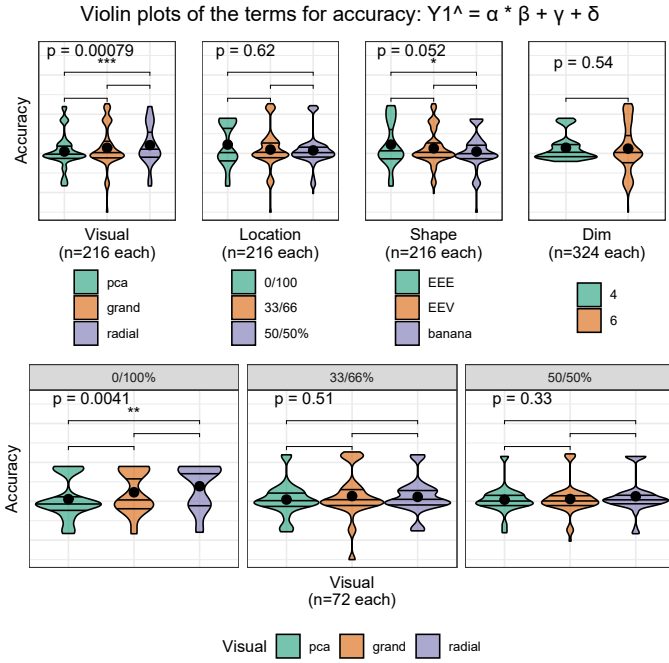 Violin plots of the terms for accuracy: Y1^ = α * β + γ + δ
p = 0.00079
***
p = 0.62
p = 0.052
*
p = 0.54
Accuracy
Visual
(n=216 each)
Location
(n=216 each)
Shape
(n=216 each)
Dim
(n=324 each)
pca
grand
radial
0/100
33/66
50/50%
EEE
EEV
banana
4
6
0/100%
33/66%
50/50%
p = 0.0041
**
p = 0.51
p = 0.33
Accuracy
Visual
(n=72 each)
Visual pca grand radial